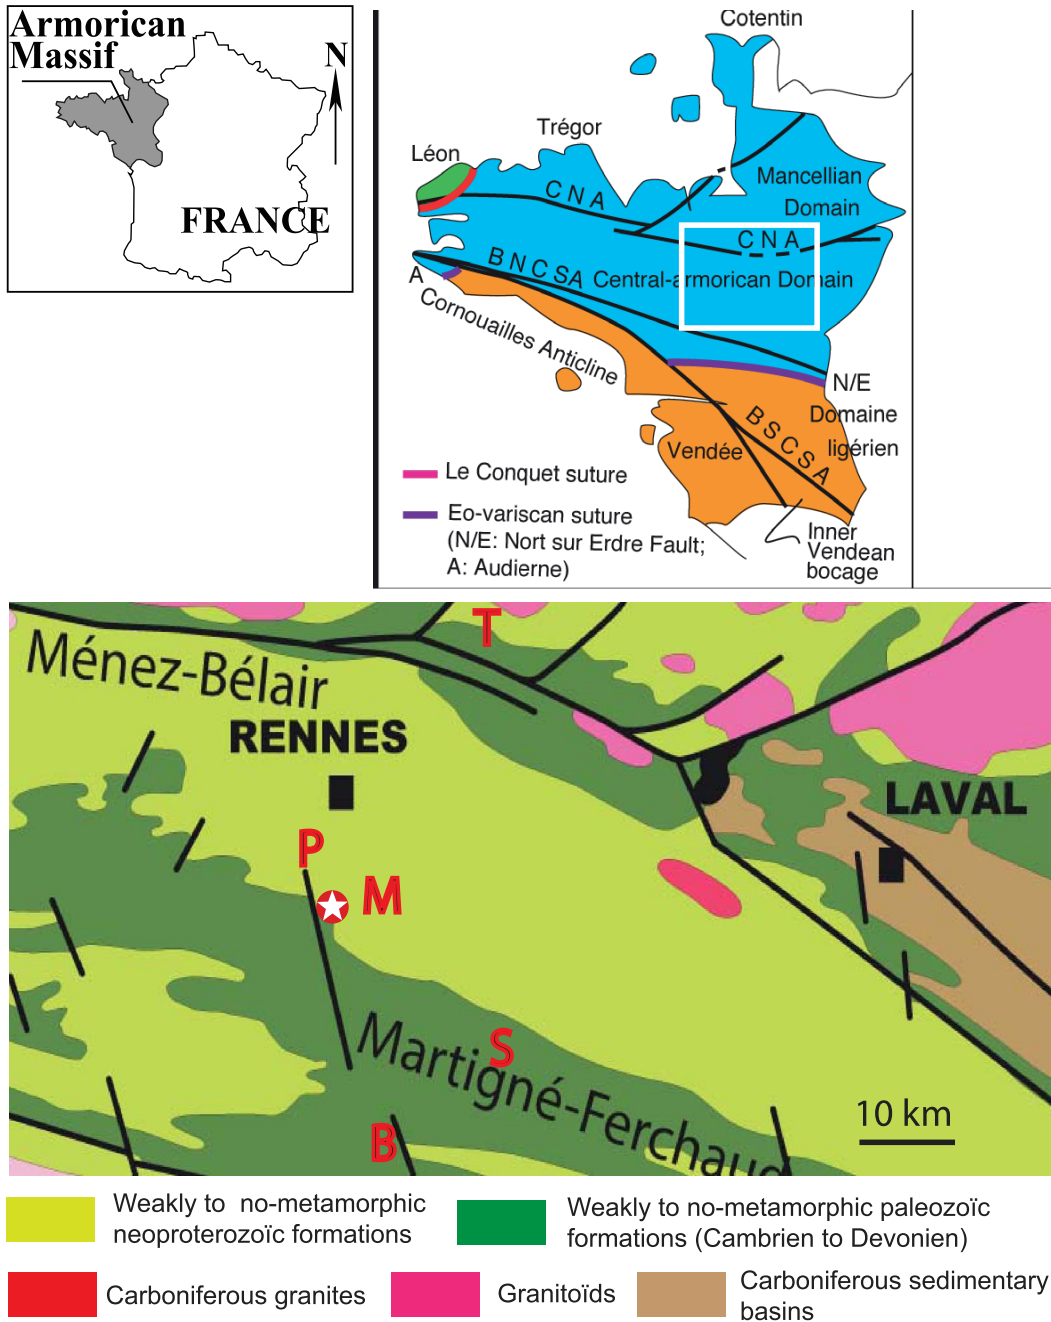 Armorican
Massif
N
FRANCE
Cotentin
Trégor
Léon
Mancellian
Domain
C N A
C N A
B N C SA
Central-armorican Domain
A
Cornouailles Anticline
N/E
Domaine
ligérien
B S C S A
Vendée
Le Conquet suture
Eo-variscan suture
(N/E: Nort sur Erdre Fault;
A: Audierne)
Inner
Vendean
bocage
T
Ménez-Bélair
RENNES
LAVAL
P
M
S
Martigné-Ferchaud
B
10 km
Weakly to no-metamorphic
neoproterozoïc formations
Weakly to no-metamorphic paleozoïc
formations (Cambrien to Devonien)
Carboniferous granites
Granitoïds
Carboniferous sedimentary
basins